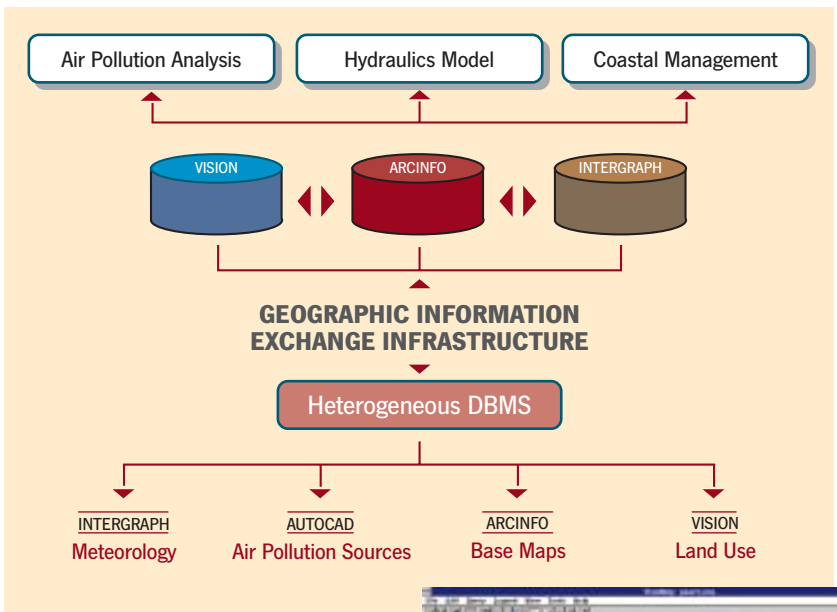 Air Pollution Analysis
Hydraulics Model
Coastal Management
VISION
ARCINFO
INTERGRAPH
GEOGRAPHIC INFORMATION
EXCHANGE INFRASTRUCTURE
Heterogeneous DBMS
INTERGRAPH
Meteorology
AUTOCAD
Air Pollution Sources
ARCINFO
Base Maps
VISION
Land Use